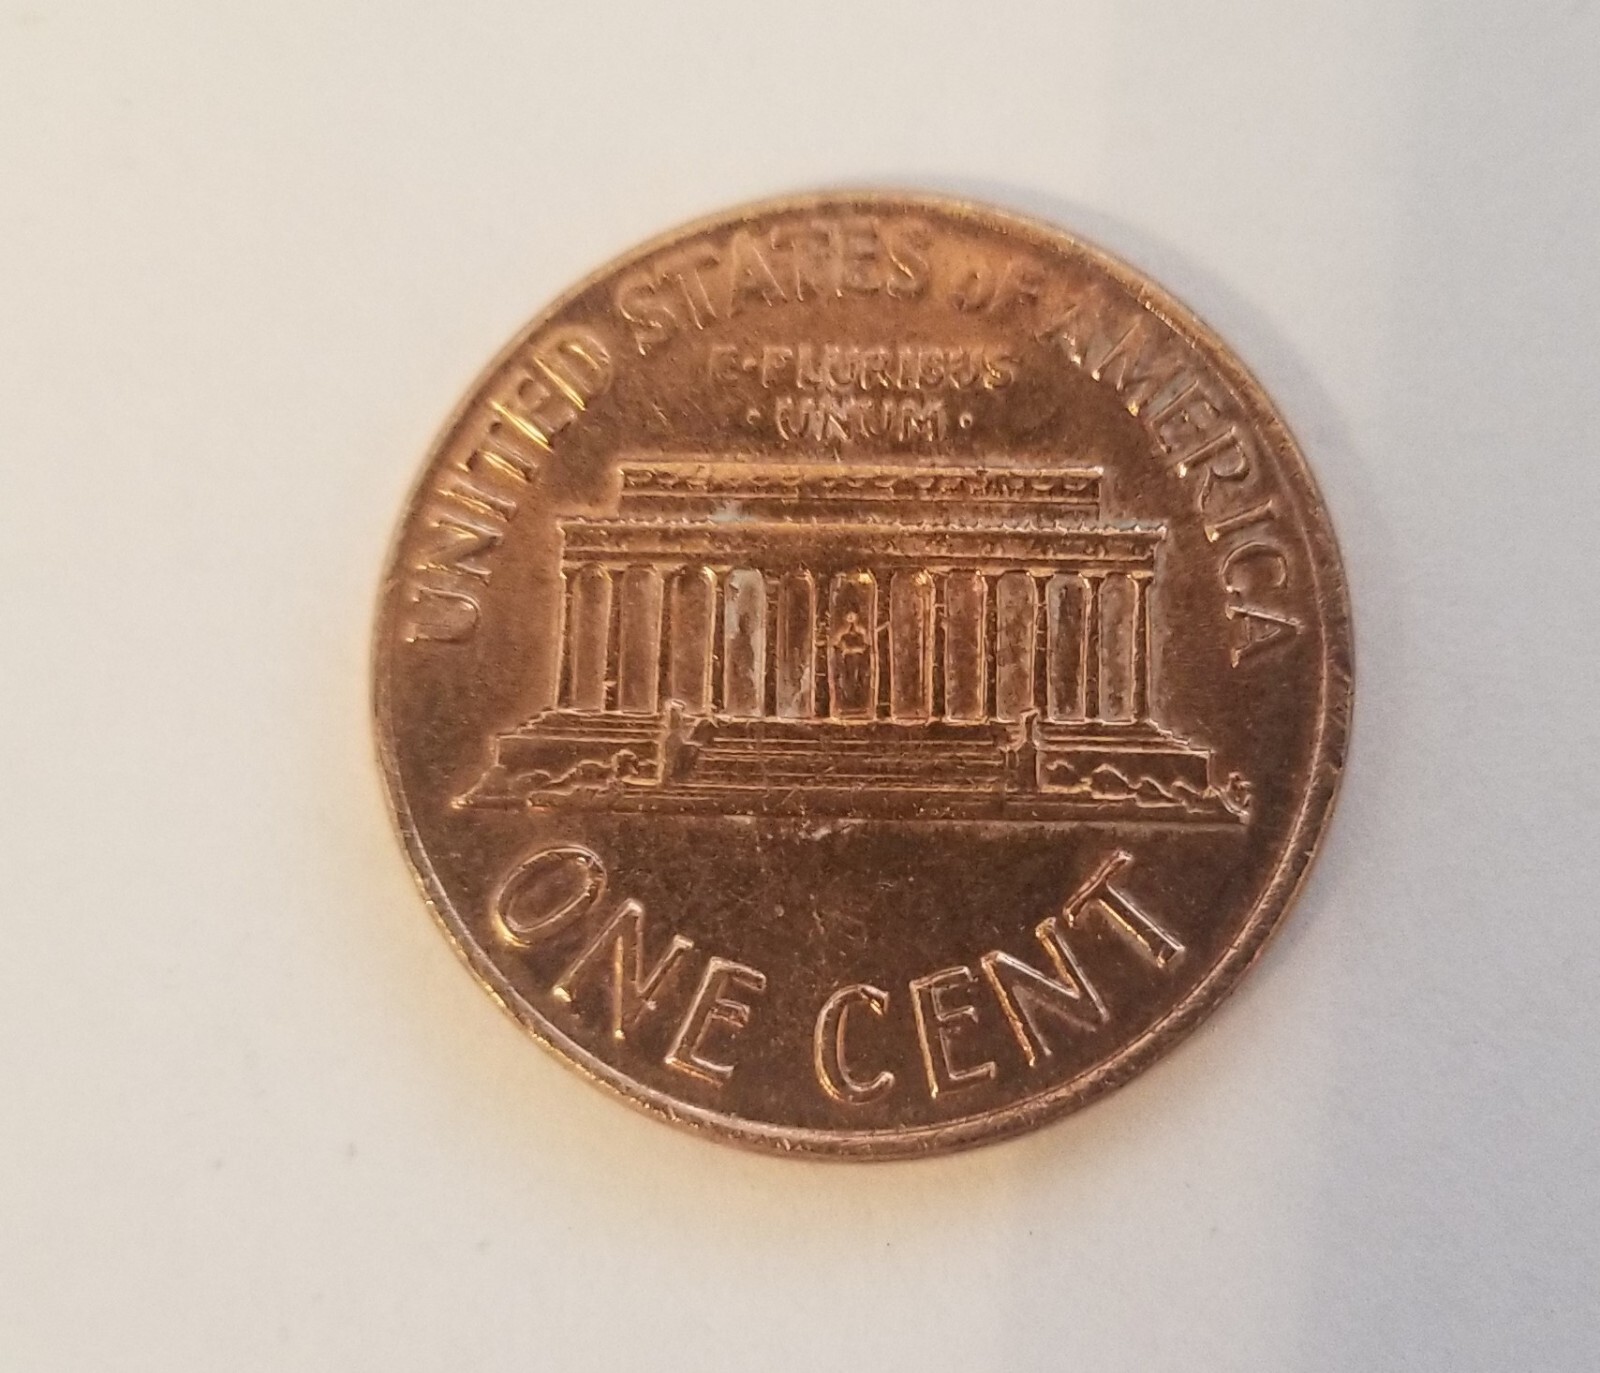 UNITED STATES OF AMERICA
E·PLURIBUS
·UNUM·
ONE CENT